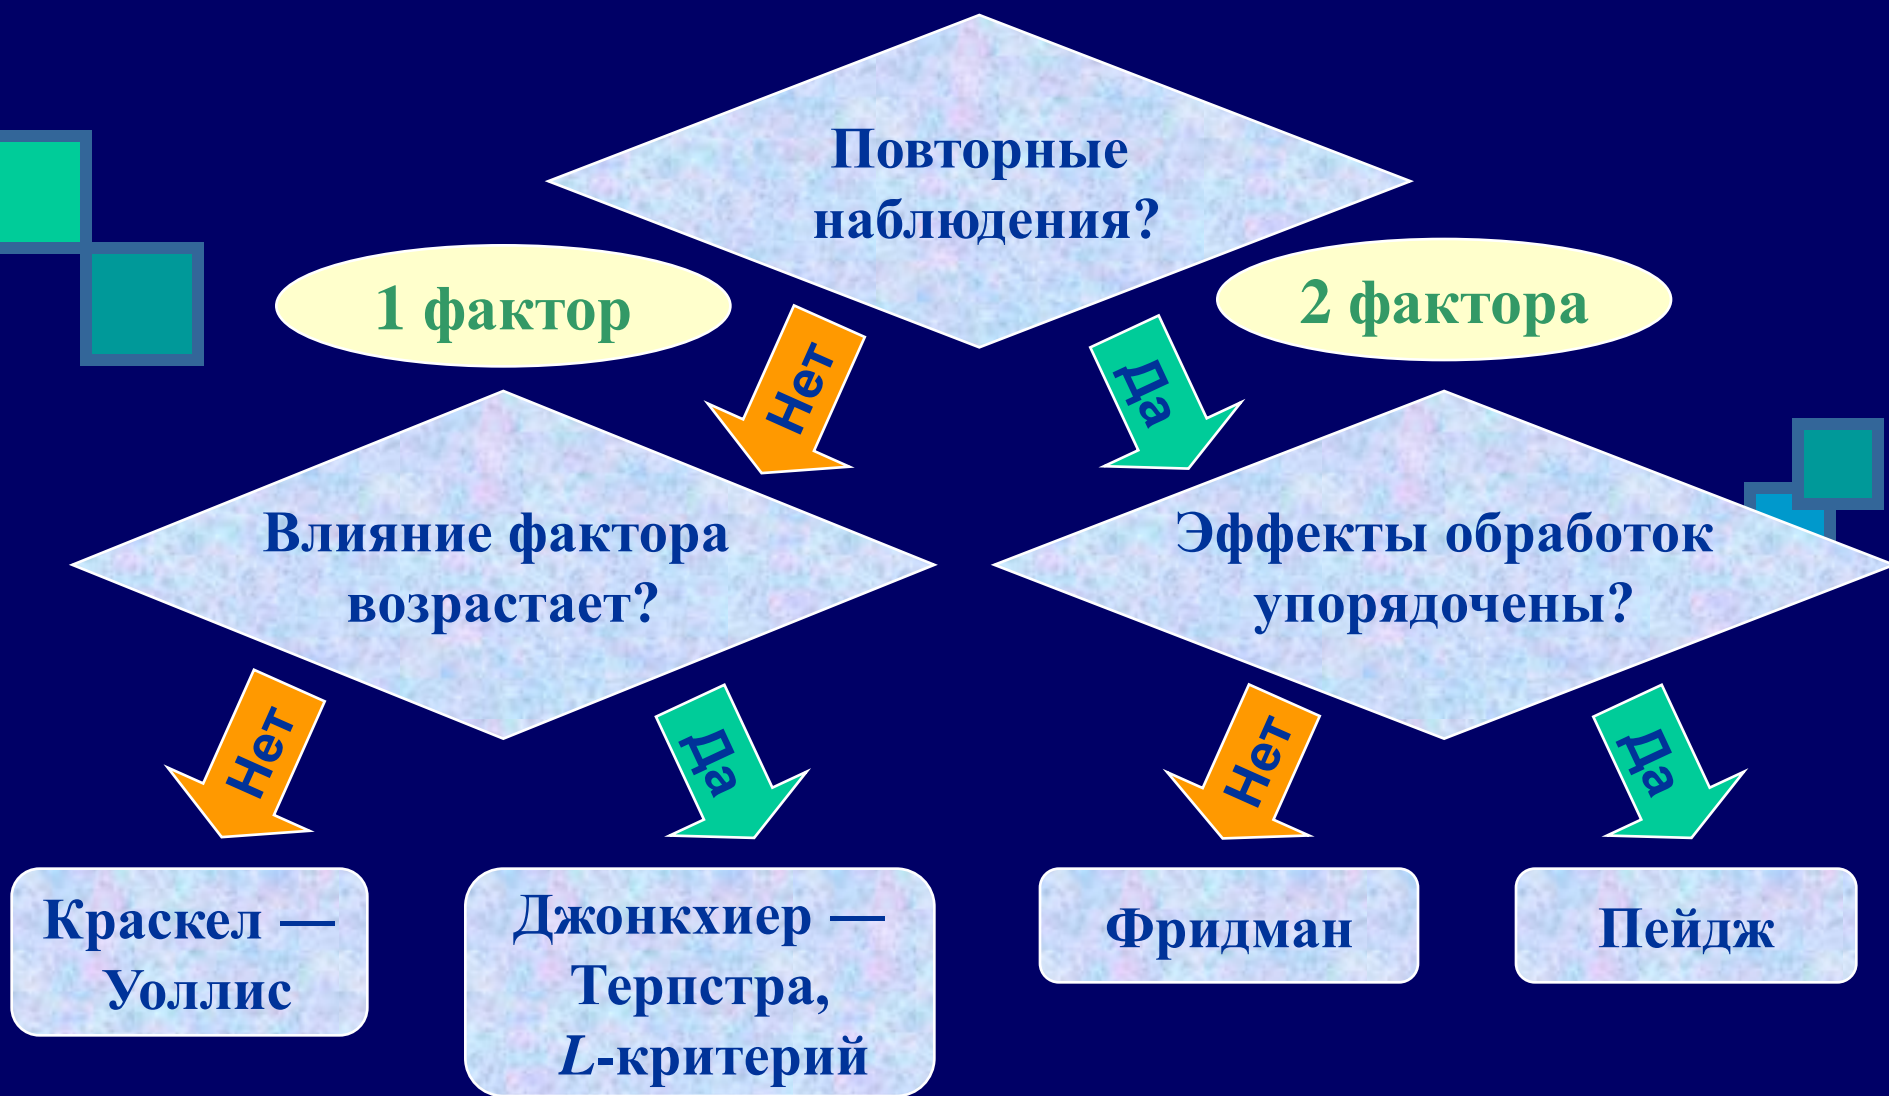 Повторные
наблюдения?
1 фактор
2 фактора
Нет
Да
Влияние фактора
возрастает?
Эффекты обработок
упорядочены?
Нет
Да
Нет
Да
Краскел —
Уоллис
Джонкхиер —
Терпстра,
L-критерий
Фридман
Пейдж